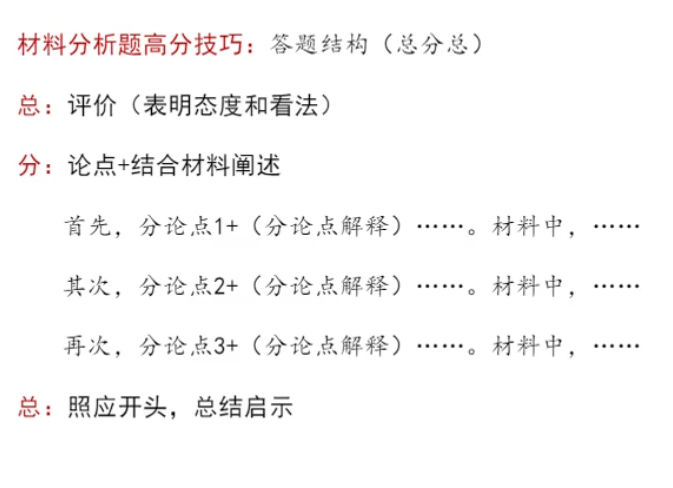 材料分析题高分技巧：答题结构（总分总）
总：评价（表明态度和看法）
分：论点+结合材料阐述
首先，分论点1+（分论点解释）……。材料中，……
其次，分论点2+（分论点解释）……。材料中，……
再次，分论点3+（分论点解释）……。材料中，……
总：照应开头，总结启示